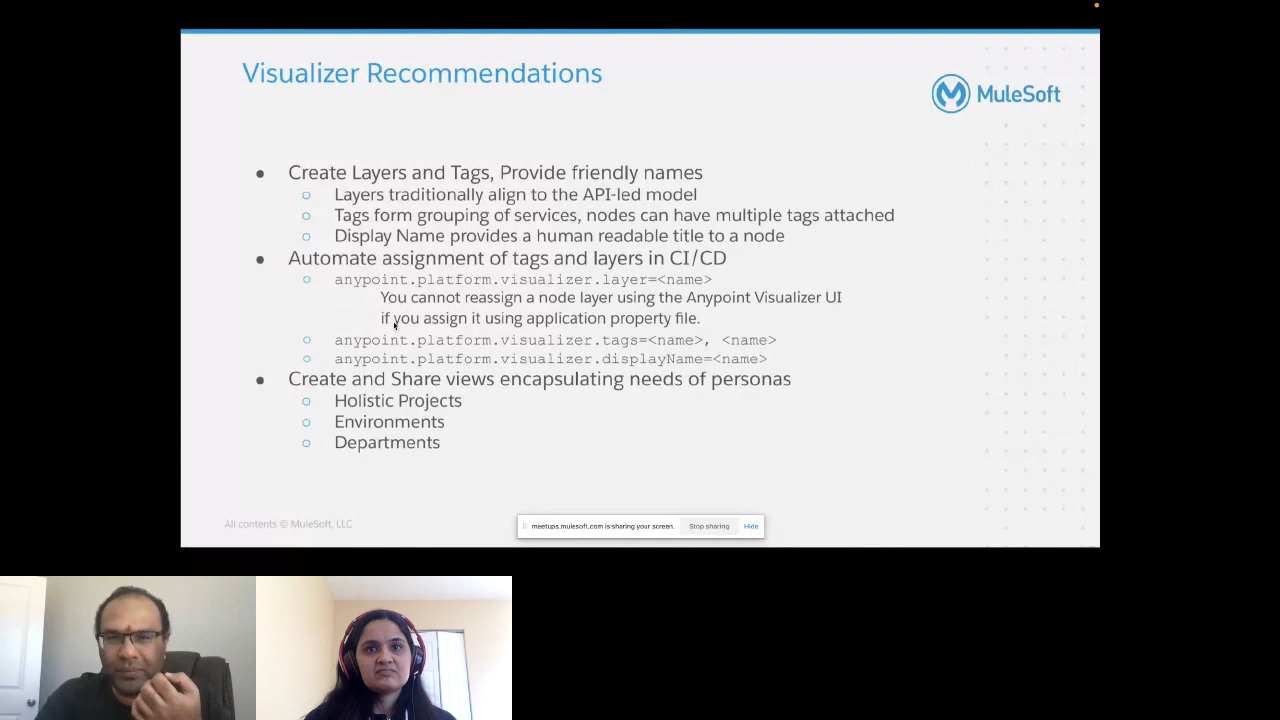 Visualizer Recommendations
MuleSoft
● Create Layers and Tags, Provide friendly names
○ Layers traditionally align to the API-led model
○ Tags form grouping of services, nodes can have multiple tags attached
○ Display Name provides a human readable title to a node
● Automate assignment of tags and layers in CI/CD
○ anypoint.platform.visualizer.layer=<name>
You cannot reassign a node layer using the Anypoint Visualizer UI
if you assign it using application property file.
○ anypoint.platform.visualizer.tags=<name>, <name>
○ anypoint.platform.visualizer.displayName=<name>
● Create and Share views encapsulating needs of personas
○ Holistic Projects
○ Environments
○ Departments
All contents © MuleSoft, LLC
meetups.mulesoft.com is sharing your screen. Stop sharing Hide